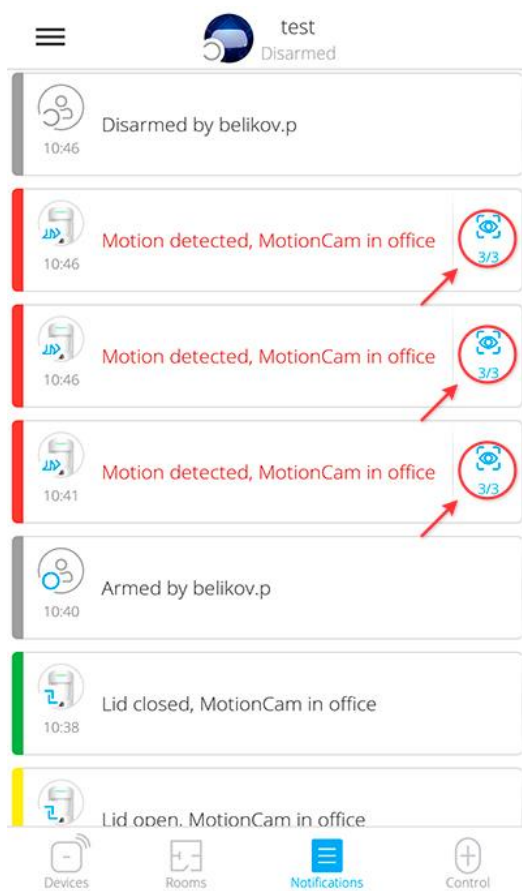 test
Disarmed
Disarmed by belikov.p
10:46
Motion detected, MotionCam in office
3/3
10:46
Motion detected, MotionCam in office
3/3
10:46
Motion detected, MotionCam in office
3/3
10:41
Armed by belikov.p
10:40
Lid closed, MotionCam in office
10:38
Lid open, MotionCam in office
Devices
Rooms
Notifications
Control